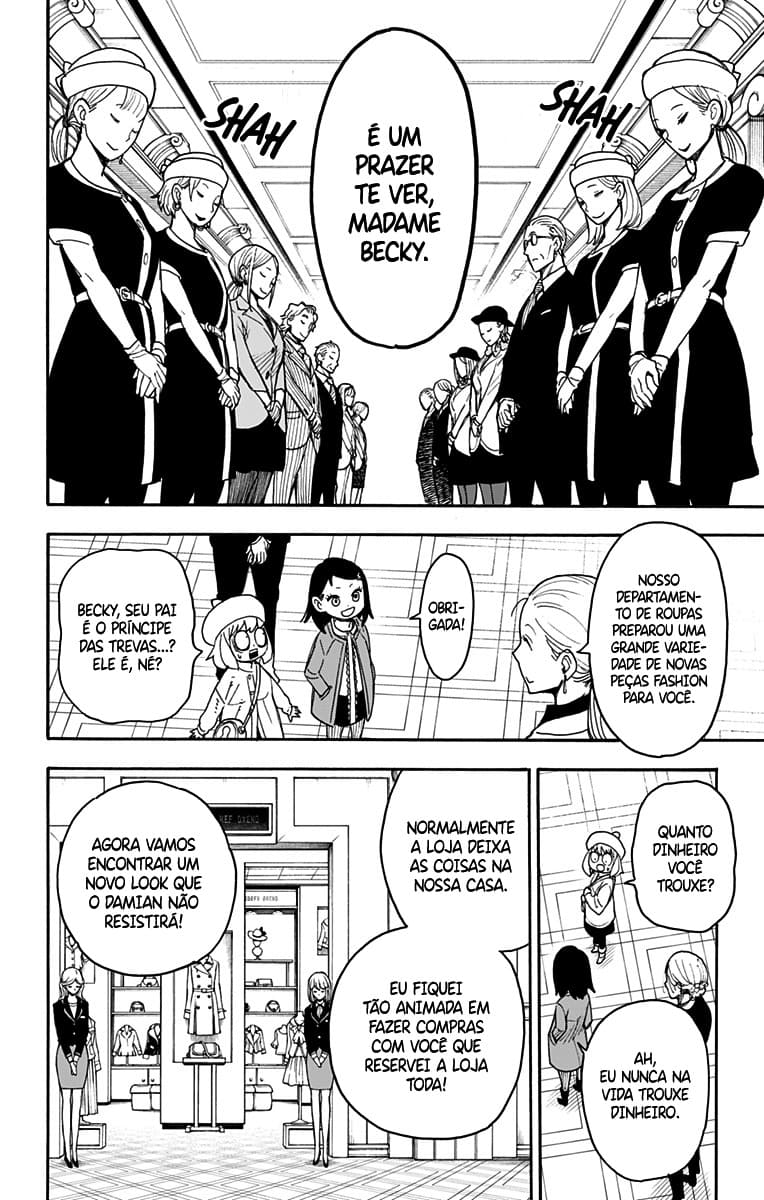 SHAH
É UM
PRAZER
TE VER,
MADAME
BECKY.
SHAH
NOSSO
DEPARTAMEN-
TO DE ROUPAS
PREPAROU UMA
GRANDE VARIE-
DADE DE NOVAS
PEÇAS FASHION
PARA VOCÊ.
OBRI-
GADA!
BECKY, SEU PAI
É O PRÍNCIPE
DAS TREVAS...?
ELE É, NÉ?
QUANTO
DINHEIRO
VOCÊ
TROUXE?
AH,
EU NUNCA NA
VIDA TROUXE
DINHEIRO.
NORMALMENTE
A LOJA DEIXA
AS COISAS NA
NOSSA CASA.
EU FIQUEI
TÃO ANIMADA EM
FAZER COMPRAS
COM VOCÊ QUE
RESERVEI A LOJA
TODA!
AGORA VAMOS
ENCONTRAR UM
NOVO LOOK QUE
O DAMIAN NÃO
RESISTIRÁ!